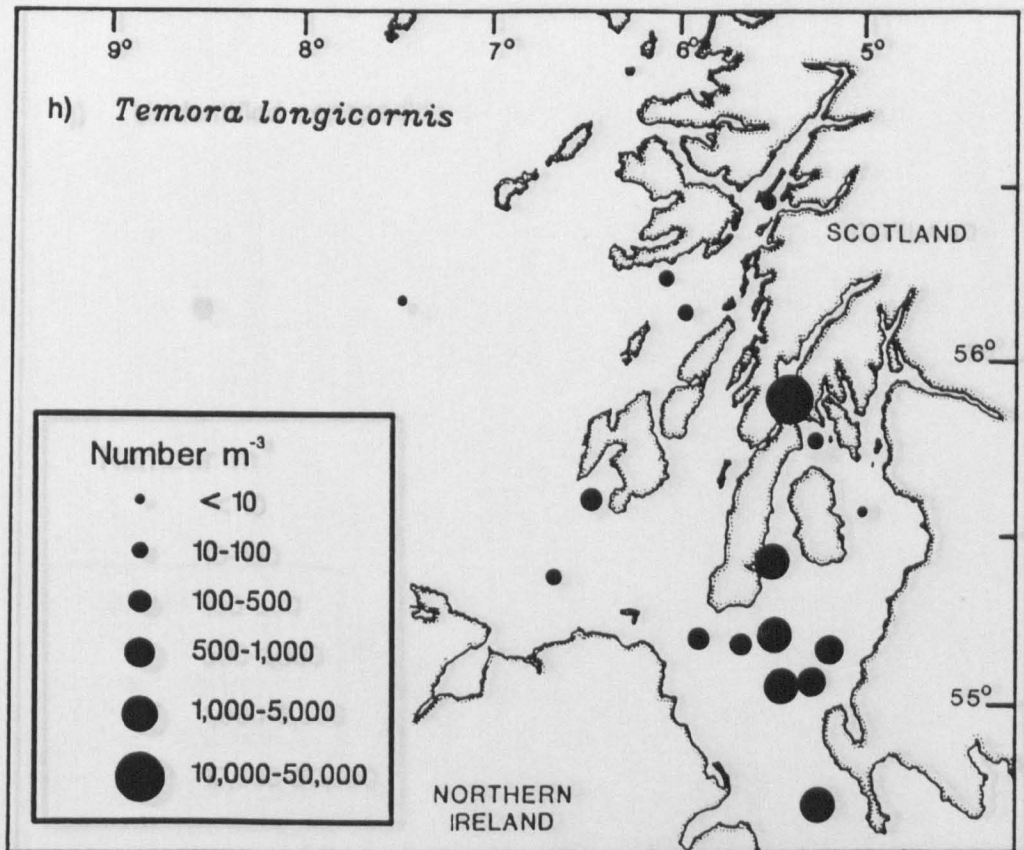 9° 8° 7° 6° 5°
h) Temora longicornis
SCOTLAND
56°
Number m⁻³
< 10
10-100
100-500
500-1,000
1,000-5,000
10,000-50,000
55°
NORTHERN
IRELAND